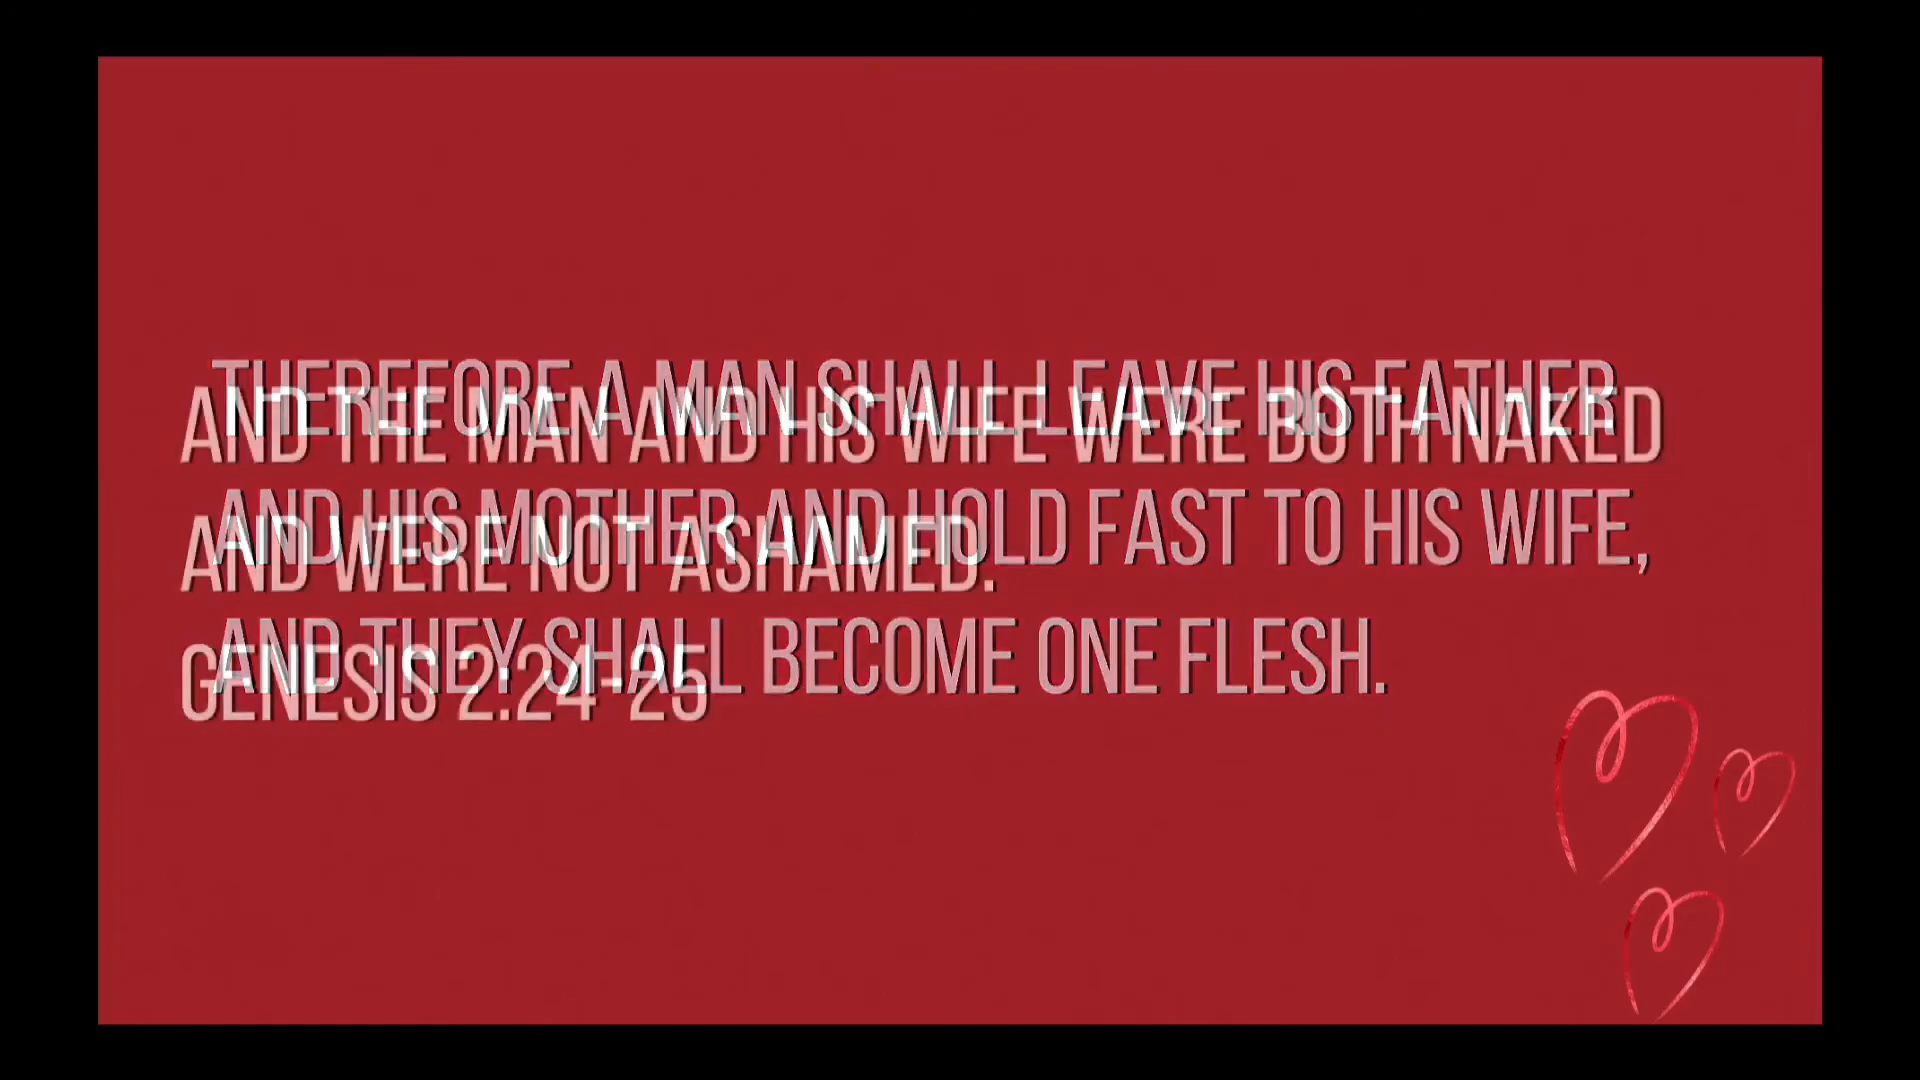 THEREFORE A MAN SHALL LEAVE HIS FATHER
AND HIS MOTHER AND HOLD FAST TO HIS WIFE,
AND THEY SHALL BECOME ONE FLESH.
AND THE MAN AND HIS WIFE WERE BOTH NAKED
AND WERE NOT ASHAMED.
GENESIS 2:24-25